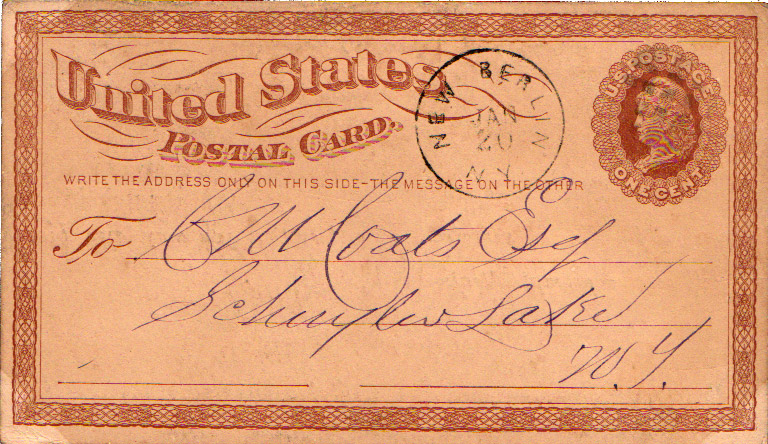 United States
POSTAL CARD.
WRITE THE ADDRESS ONLY ON THIS SIDE-THE MESSAGE ON THE OTHER
NEW BERLIN
JAN
20
N.Y.
U.S. POSTAGE
ONE CENT
To Coats Esq
Schuyler Lake
N.Y.